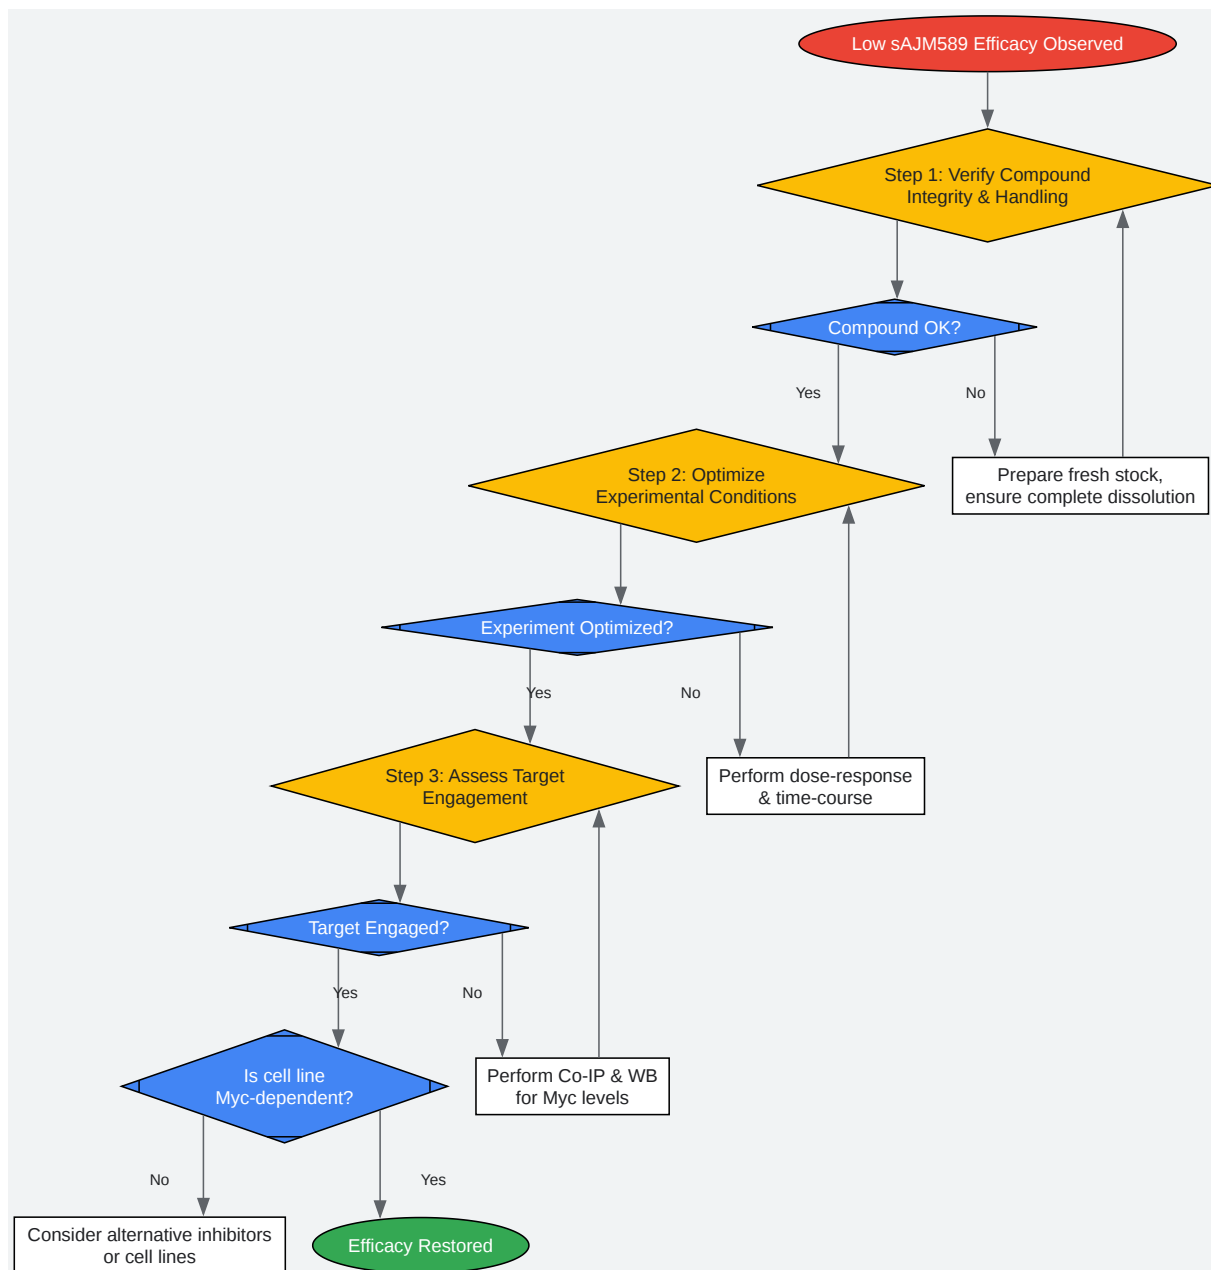 Low sAJM589 Efficacy Observed
Step 1: Verify Compound
Integrity & Handling
Compound OK?
Yes
No
Step 2: Optimize
Experimental Conditions
Prepare fresh stock,
ensure complete dissolution
Experiment Optimized?
Yes
No
Step 3: Assess Target
Engagement
Perform dose-response
& time-course
Target Engaged?
Yes
No
Is cell line
Myc-dependent?
Perform Co-IP & WB
for Myc levels
No
Yes
Consider alternative inhibitors
or cell lines
Efficacy Restored